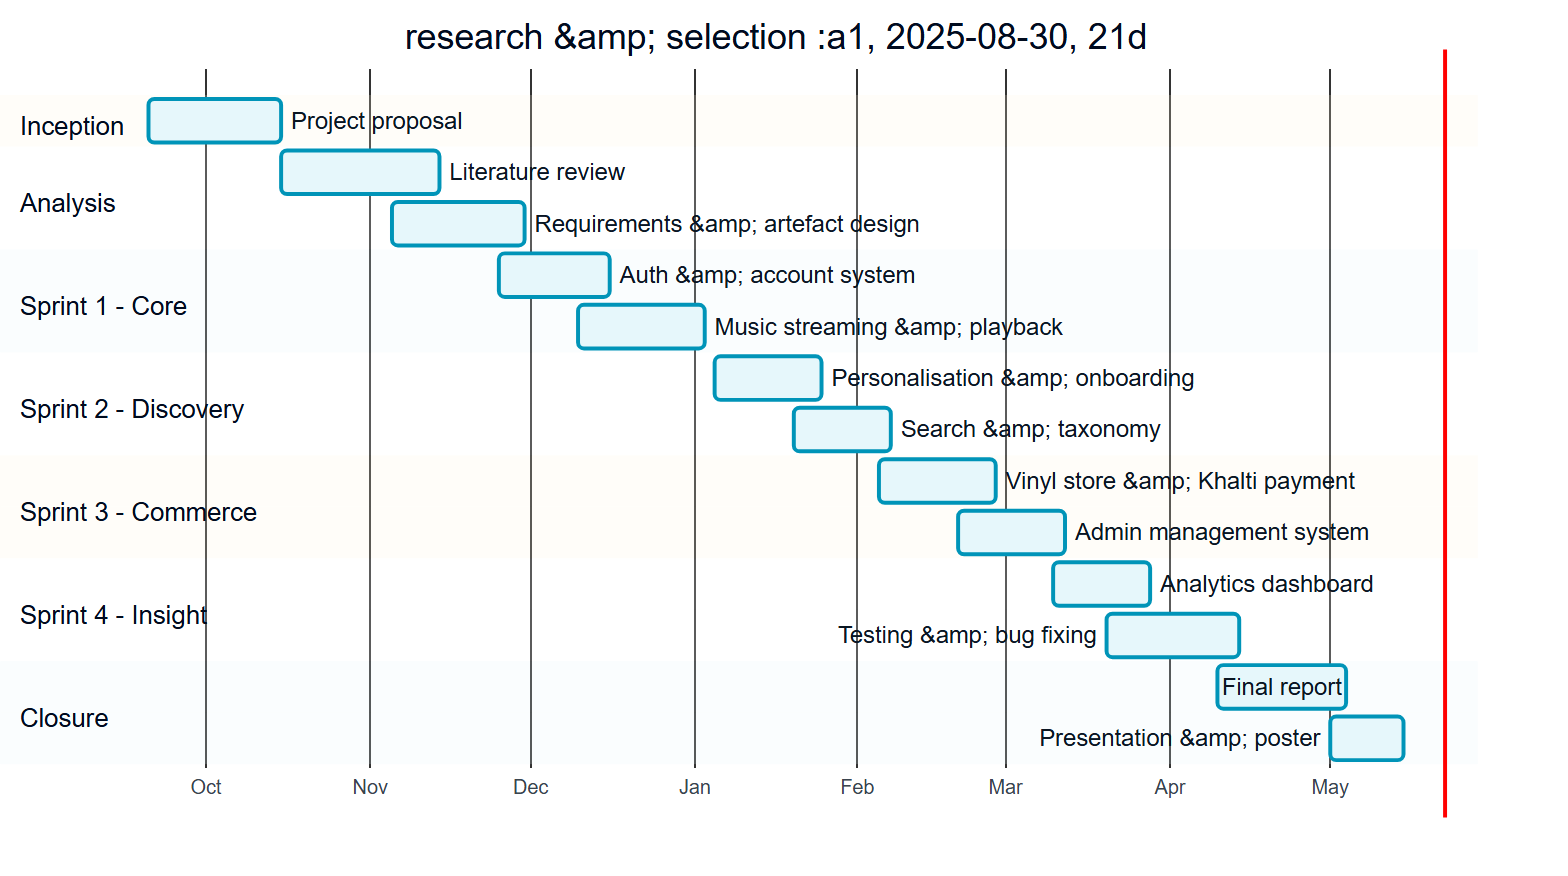 research &amp; selection :a1, 2025-08-30, 21d
Inception
Project proposal
Analysis
Literature review
Requirements &amp; artefact design
Sprint 1 - Core
Auth &amp; account system
Music streaming &amp; playback
Sprint 2 - Discovery
Personalisation &amp; onboarding
Search &amp; taxonomy
Sprint 3 - Commerce
Vinyl store &amp; Khalti payment
Admin management system
Sprint 4 - Insight
Analytics dashboard
Testing &amp; bug fixing
Closure
Final report
Presentation &amp; poster
Oct Nov Dec Jan Feb Mar Apr May